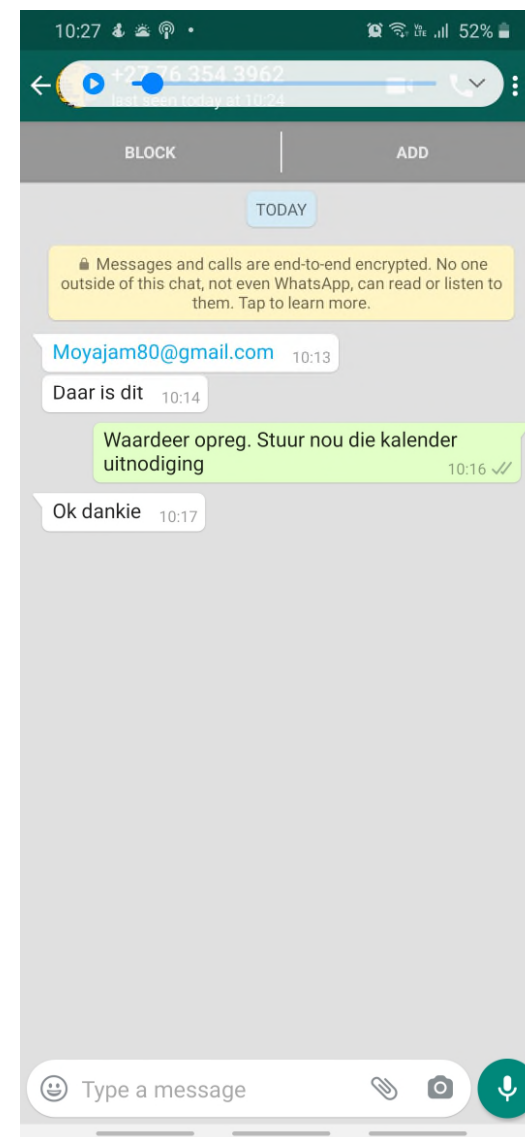 10:27
52%
+27 76 354 3962
last seen today at 10:24
BLOCK
ADD
TODAY
Messages and calls are end-to-end encrypted. No one
outside of this chat, not even WhatsApp, can read or listen to
them. Tap to learn more.
Moyajam80@gmail.com 10:13
Daar is dit 10:14
Waardeer opreg. Stuur nou die kalender
uitnodiging 10:16
Ok dankie 10:17
Type a message